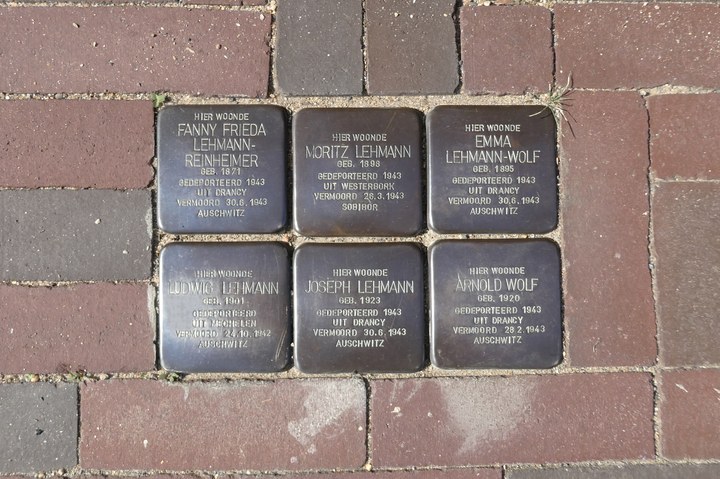 HIER WOONDE
FANNY FRIEDA
LEHMANN-
REINHEIMER
GEB. 1871
GEDEPORTEERD 1943
UIT DRANCY
VERMOORD 30.6.1943
AUSCHWITZ
HIER WOONDE
MORITZ LEHMANN
GEB. 1898
GEDEPORTEERD 1943
UIT WESTERBORK
VERMOORD 26.3.1943
SOBIBOR
HIER WOONDE
EMMA
LEHMANN-WOLF
GEB. 1895
GEDEPORTEERD 1943
UIT DRANCY
VERMOORD 30.6.1943
AUSCHWITZ
HIER WOONDE
LUDWIG LEHMANN
GEB. 1901
GEDEPORTEERD
UIT MECHELEN
VERMOORD 24.10.1942
AUSCHWITZ
HIER WOONDE
JOSEPH LEHMANN
GEB. 1923
GEDEPORTEERD 1943
UIT DRANCY
VERMOORD 30.6.1943
AUSCHWITZ
HIER WOONDE
ARNOLD WOLF
GEB. 1920
GEDEPORTEERD 1943
UIT DRANCY
VERMOORD 28.2.1943
AUSCHWITZ